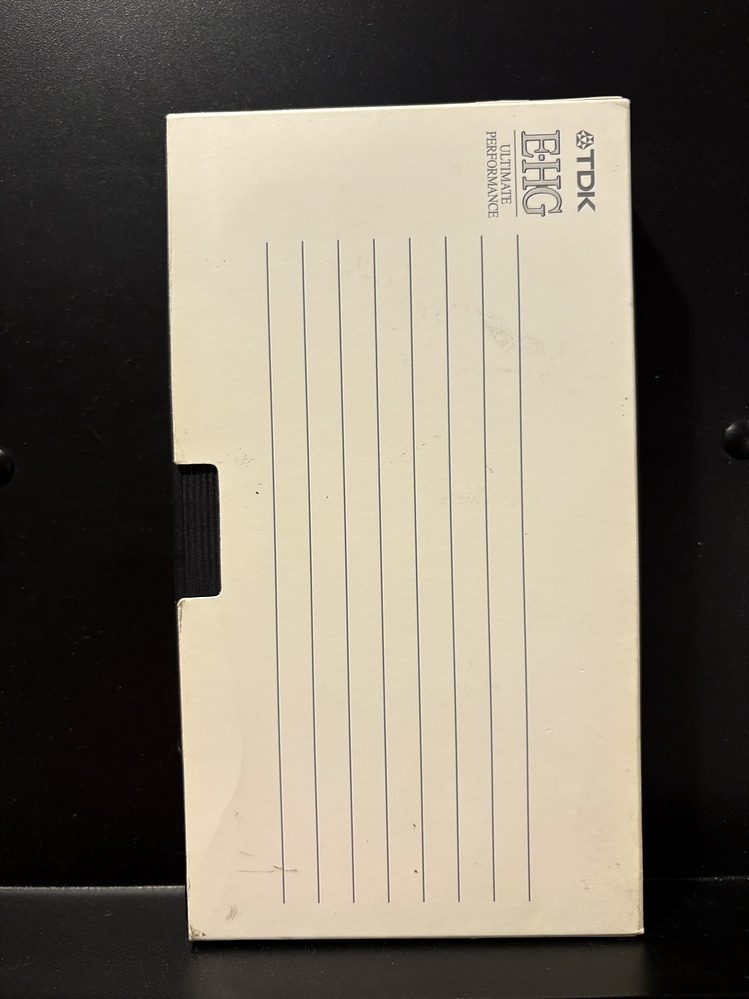 TDK
E·HG
ULTIMATE
PERFORMANCE